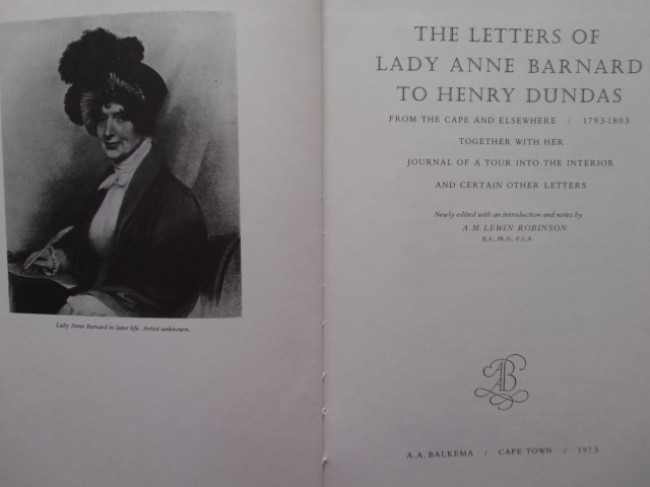 Lady Anne Barnard in later life. Artist unknown.
THE LETTERS OF
LADY ANNE BARNARD
TO HENRY DUNDAS
FROM THE CAPE AND ELSEWHERE / 1793-1803
TOGETHER WITH HER
JOURNAL OF A TOUR INTO THE INTERIOR
AND CERTAIN OTHER LETTERS
Newly edited with an introduction and notes by
A.M. LEWIN ROBINSON
B.A., Ph.D., F.L.A.
AAB
A.A. BALKEMA / CAPE TOWN / 1973